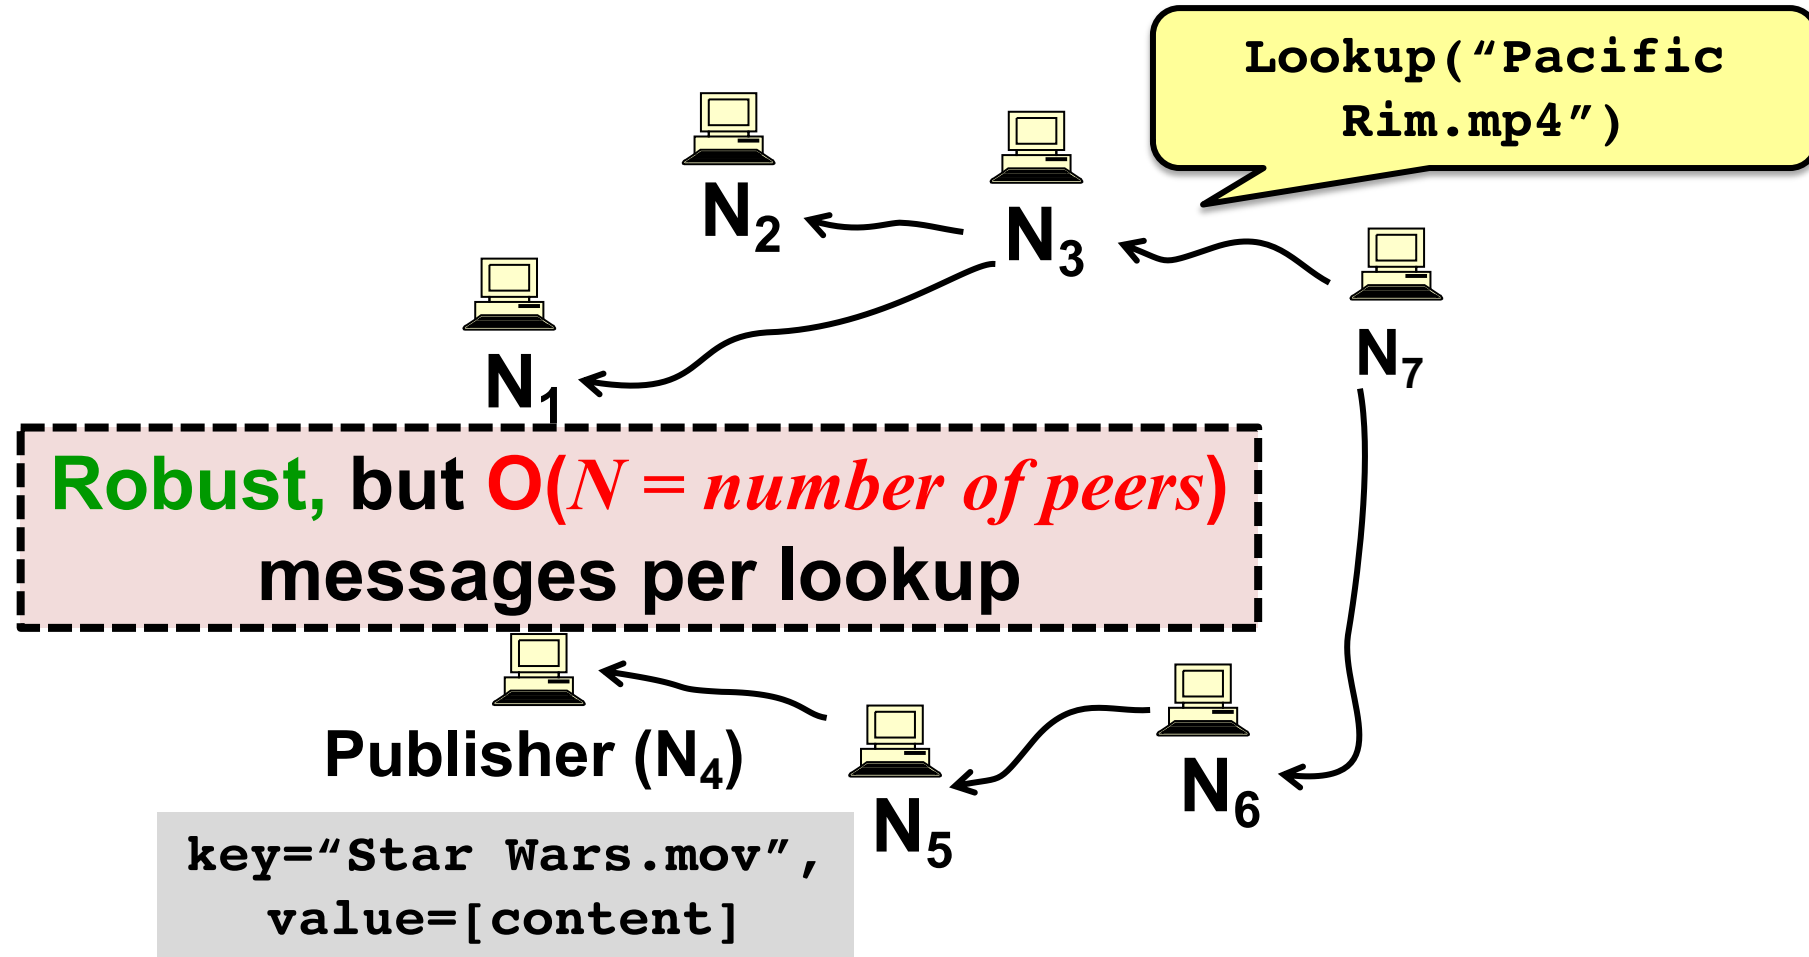 Lookup(“Pacific
Rim.mp4”)
N₂
N₃
N₁
N₇
Robust, but O(N = number of peers)
messages per lookup
Publisher (N₄)
N₅
N₆
key=“Star Wars.mov”,
value=[content]